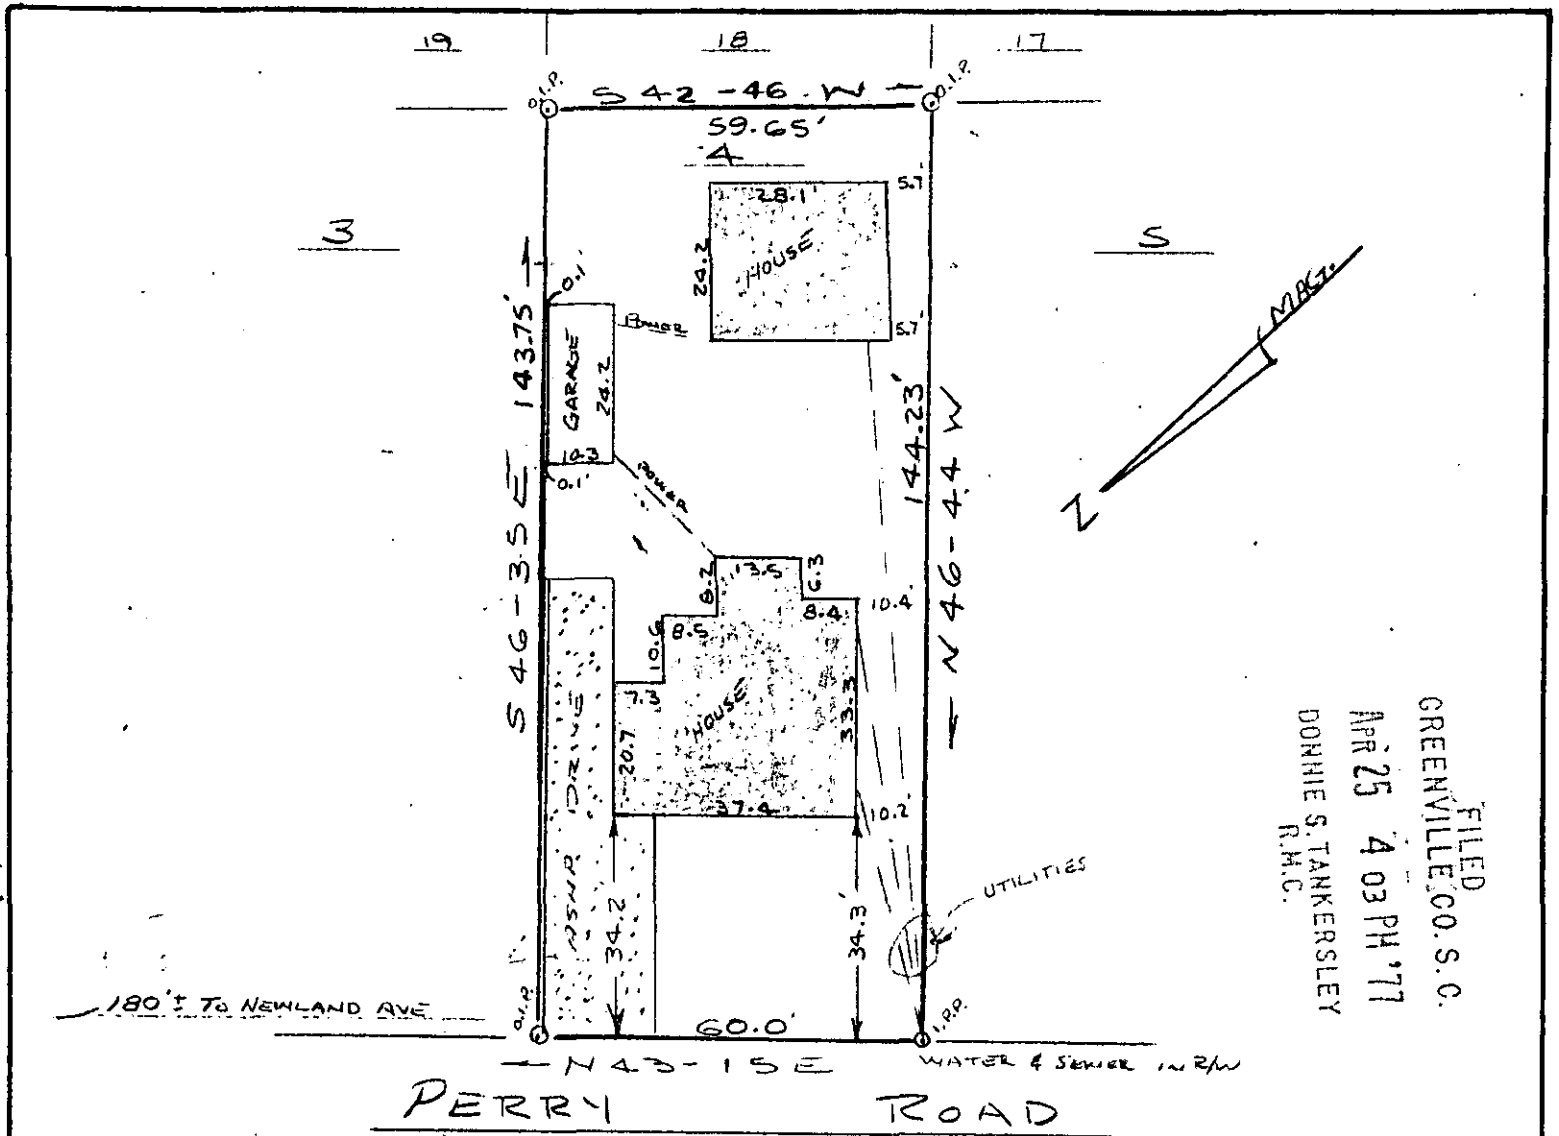 19
18
17
O.I.P.
O.I.P.
S 42-46 W
59.65'
4
28.1'
5.7'
24.2
HOUSE
3
5
0.1'
POWER
5.7'
MAGT.
N
GARAGE
24.2
10.3
0.1'
S 46-35 E 143.75'
144.23'
N 46-44 W
POWER
13.5
6.3
8.2
8.4
10.4'
8.5
10.6
7.3
HOUSE
33.3
20.7
37.4
10.2'
ASPH. DRIVE
34.2'
34.3'
UTILITIES
180'± TO NEWLAND AVE
O.I.P.
60.0'
I.P.P.
N 43-15 E
WATER & SEWER IN R/W
PERRY ROAD
FILED
GREENVILLE CO. S. C.
APR 25 4 03 PM '77
DONNIE S. TANKERSLEY
R.M.C.